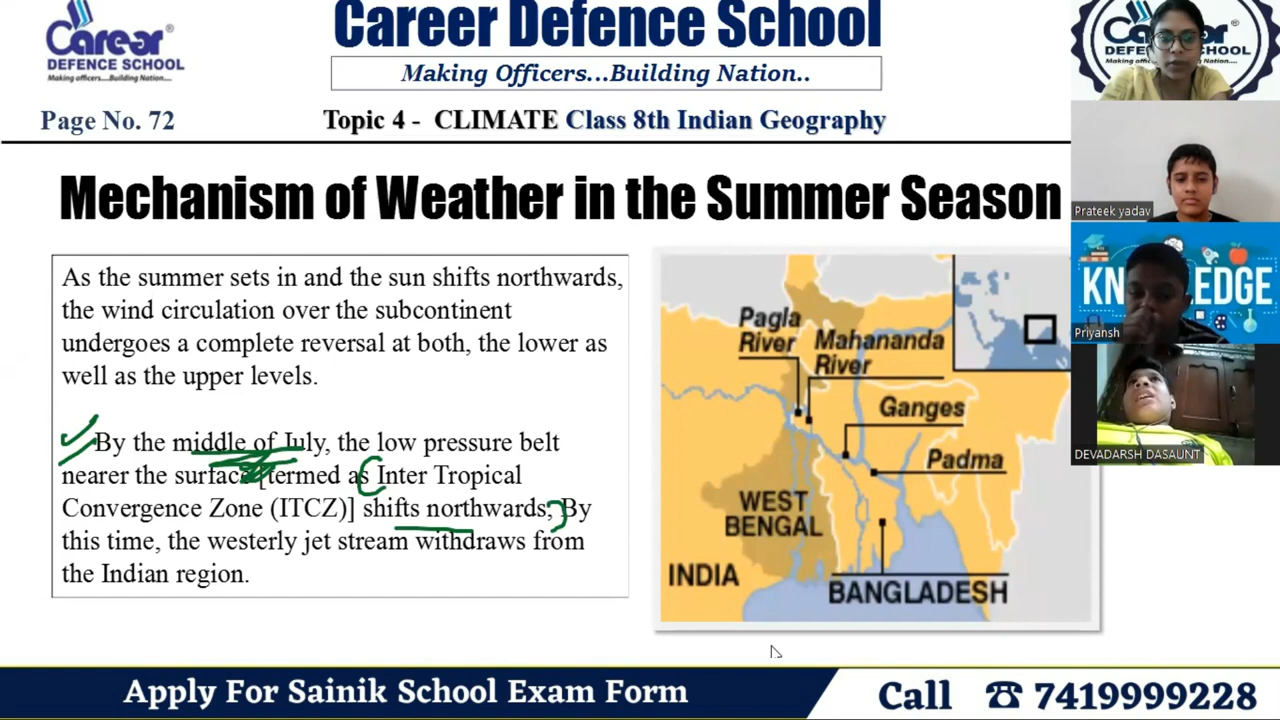 Career
DEFENCE SCHOOL
Making officers....Building Nation
Career Defence School
Making Officers...Building Nation..
Page No. 72
Topic 4 - CLIMATE Class 8th Indian Geography
Mechanism of Weather in the Summer Season
As the summer sets in and the sun shifts northwards,
the wind circulation over the subcontinent
undergoes a complete reversal at both, the lower as
well as the upper levels.
By the middle of July, the low pressure belt
nearer the surface [termed as Inter Tropical
Convergence Zone (ITCZ)] shifts northwards, By
this time, the westerly jet stream withdraws from
the Indian region.
Pagla
River
Mahananda
River
Ganges
Padma
WEST
BENGAL
INDIA
BANGLADESH
DEFENCE SCHOOL
Prateek yadav
KN LEDGE
Priyansh
DEVADARSH DASAUNT
Apply For Sainik School Exam Form
Call ☎ 7419999228